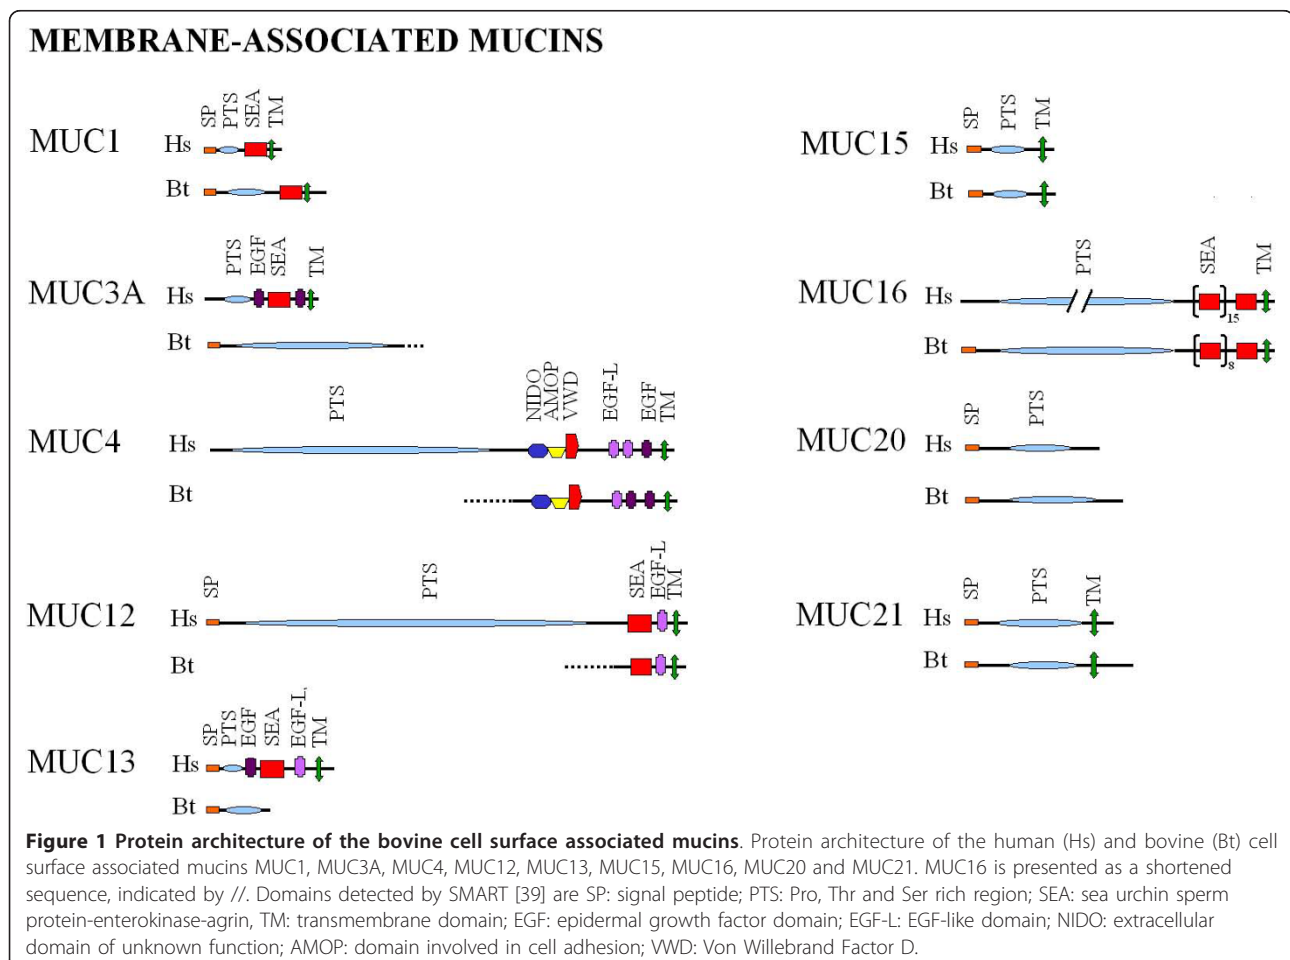 MEMBRANE-ASSOCIATED MUCINS
MUC1
SP PTS SEA TM
Hs
Bt
MUC3A
PTS EGF SEA TM
Hs
Bt
MUC4
PTS NIDO AMOP VWD EGF-L EGF TM
Hs
Bt
MUC12
SP PTS SEA EGF-L TM
Hs
Bt
MUC13
SP PTS EGF SEA EGF-L, TM
Hs
Bt
MUC15
SP PTS TM
Hs
Bt
MUC16
PTS SEA TM
Hs
15
Bt
8
MUC20
SP PTS
Hs
Bt
MUC21
SP PTS TM
Hs
Bt
Figure 1 Protein architecture of the bovine cell surface associated mucins. Protein architecture of the human (Hs) and bovine (Bt) cell
surface associated mucins MUC1, MUC3A, MUC4, MUC12, MUC13, MUC15, MUC16, MUC20 and MUC21. MUC16 is presented as a shortened
sequence, indicated by //. Domains detected by SMART [39] are SP: signal peptide; PTS: Pro, Thr and Ser rich region; SEA: sea urchin sperm
protein-enterokinase-agrin, TM: transmembrane domain; EGF: epidermal growth factor domain; EGF-L: EGF-like domain; NIDO: extracellular
domain of unknown function; AMOP: domain involved in cell adhesion; VWD: Von Willebrand Factor D.